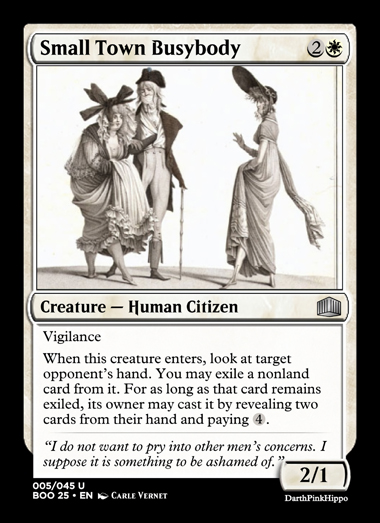 Small Town Busybody 2
Creature — Human Citizen
Vigilance
When this creature enters, look at target
opponent's hand. You may exile a nonland
card from it. For as long as that card remains
exiled, its owner may cast it by revealing two
cards from their hand and paying 4.
“I do not want to pry into other men's concerns. I
suppose it is something to be ashamed of.”
2/1
005/045 U
BOO 25 • EN Carle Vernet
DarthPinkHippo